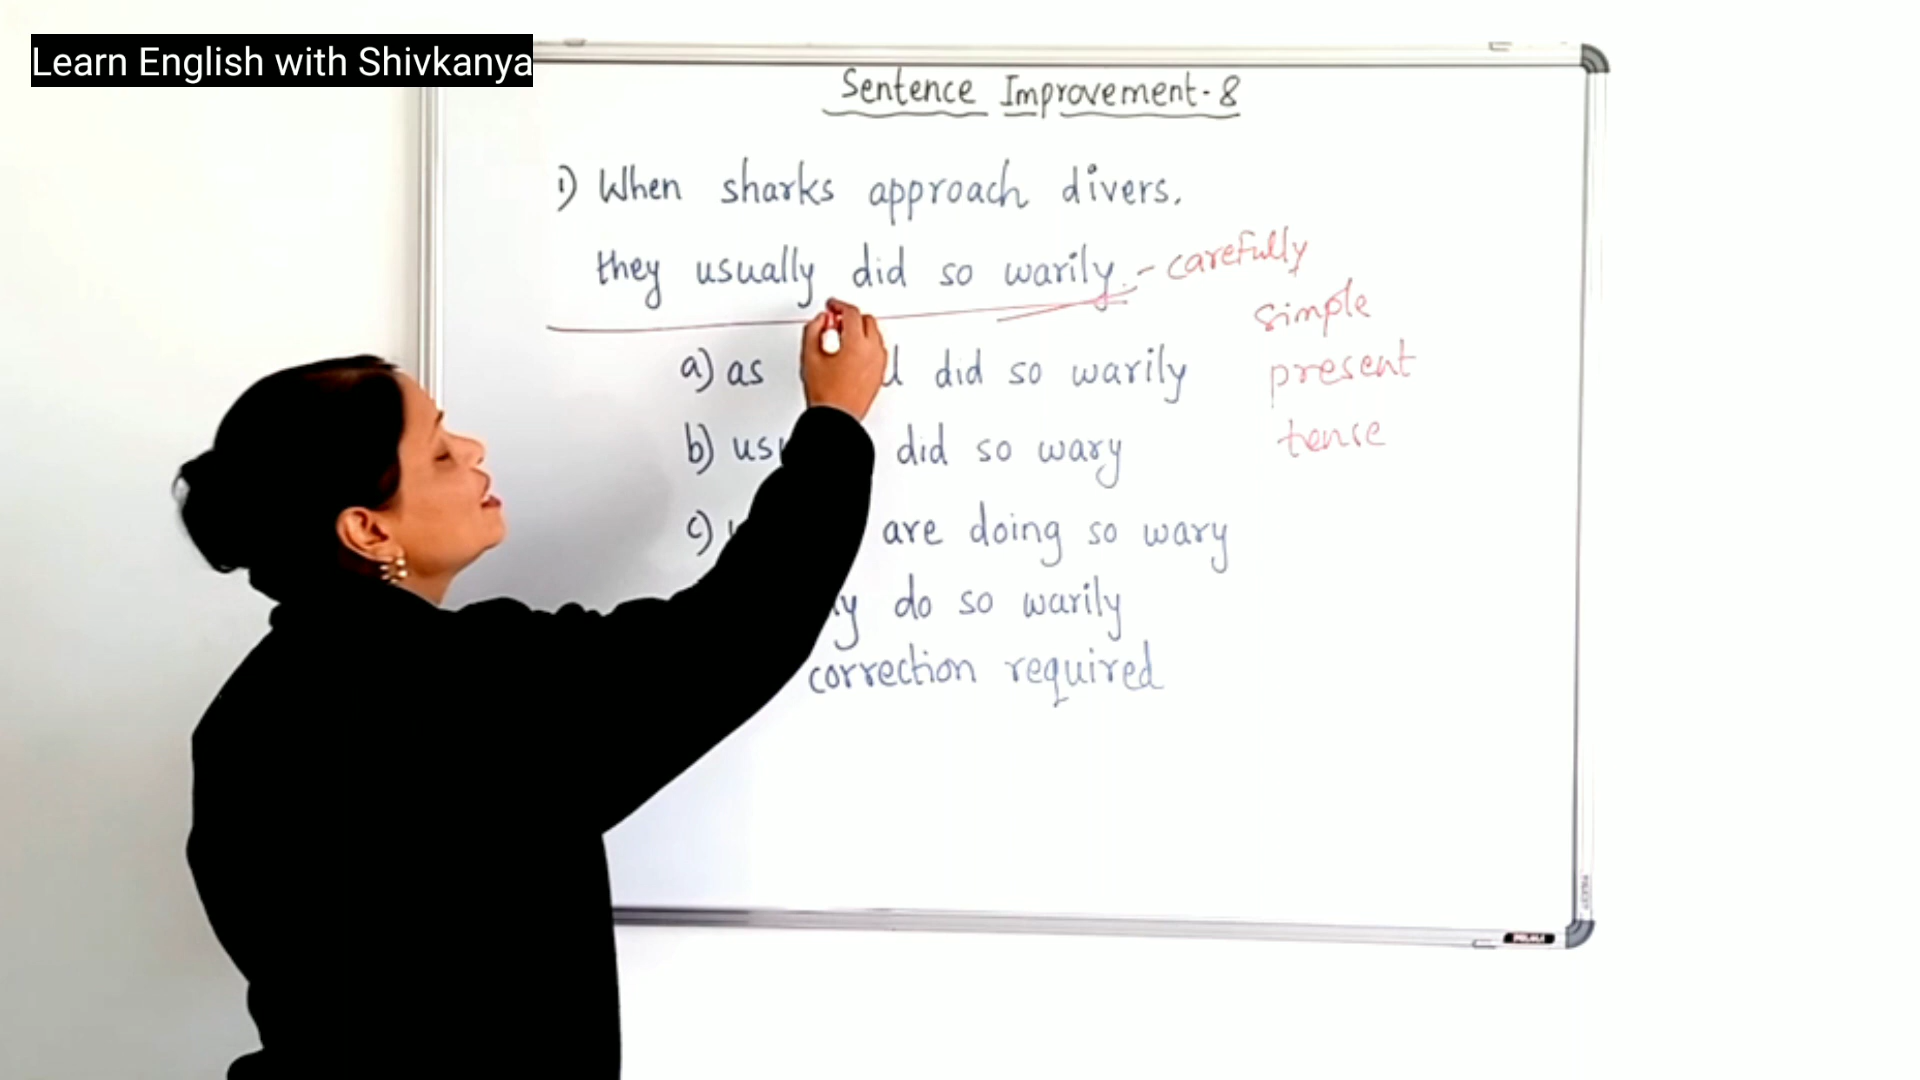 Learn English with Shivkanya
Sentence Improvement - 8
1) When sharks approach divers,
they usually did so warily. - carefully
simple
present
tense
a) as did so warily
b) did so wary
c) are doing so wary
do so warily
correction required